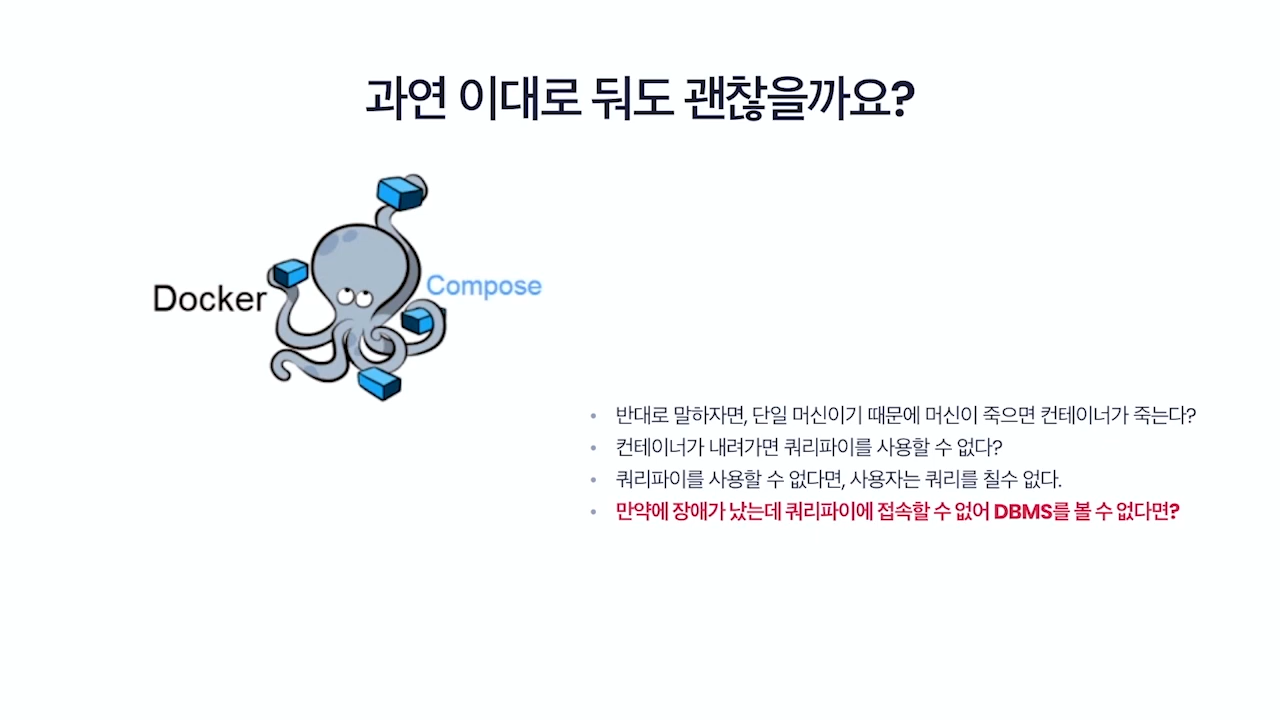 과연 이대로 둬도 괜찮을까요?
Docker
Compose
• 반대로 말하자면, 단일 머신이기 때문에 머신이 죽으면 컨테이너가 죽는다?
• 컨테이너가 내려가면 쿼리파이를 사용할 수 없다?
• 쿼리파이를 사용할 수 없다면, 사용자는 쿼리를 칠수 없다.
• 만약에 장애가 났는데 쿼리파이에 접속할 수 없어 DBMS를 볼 수 없다면?